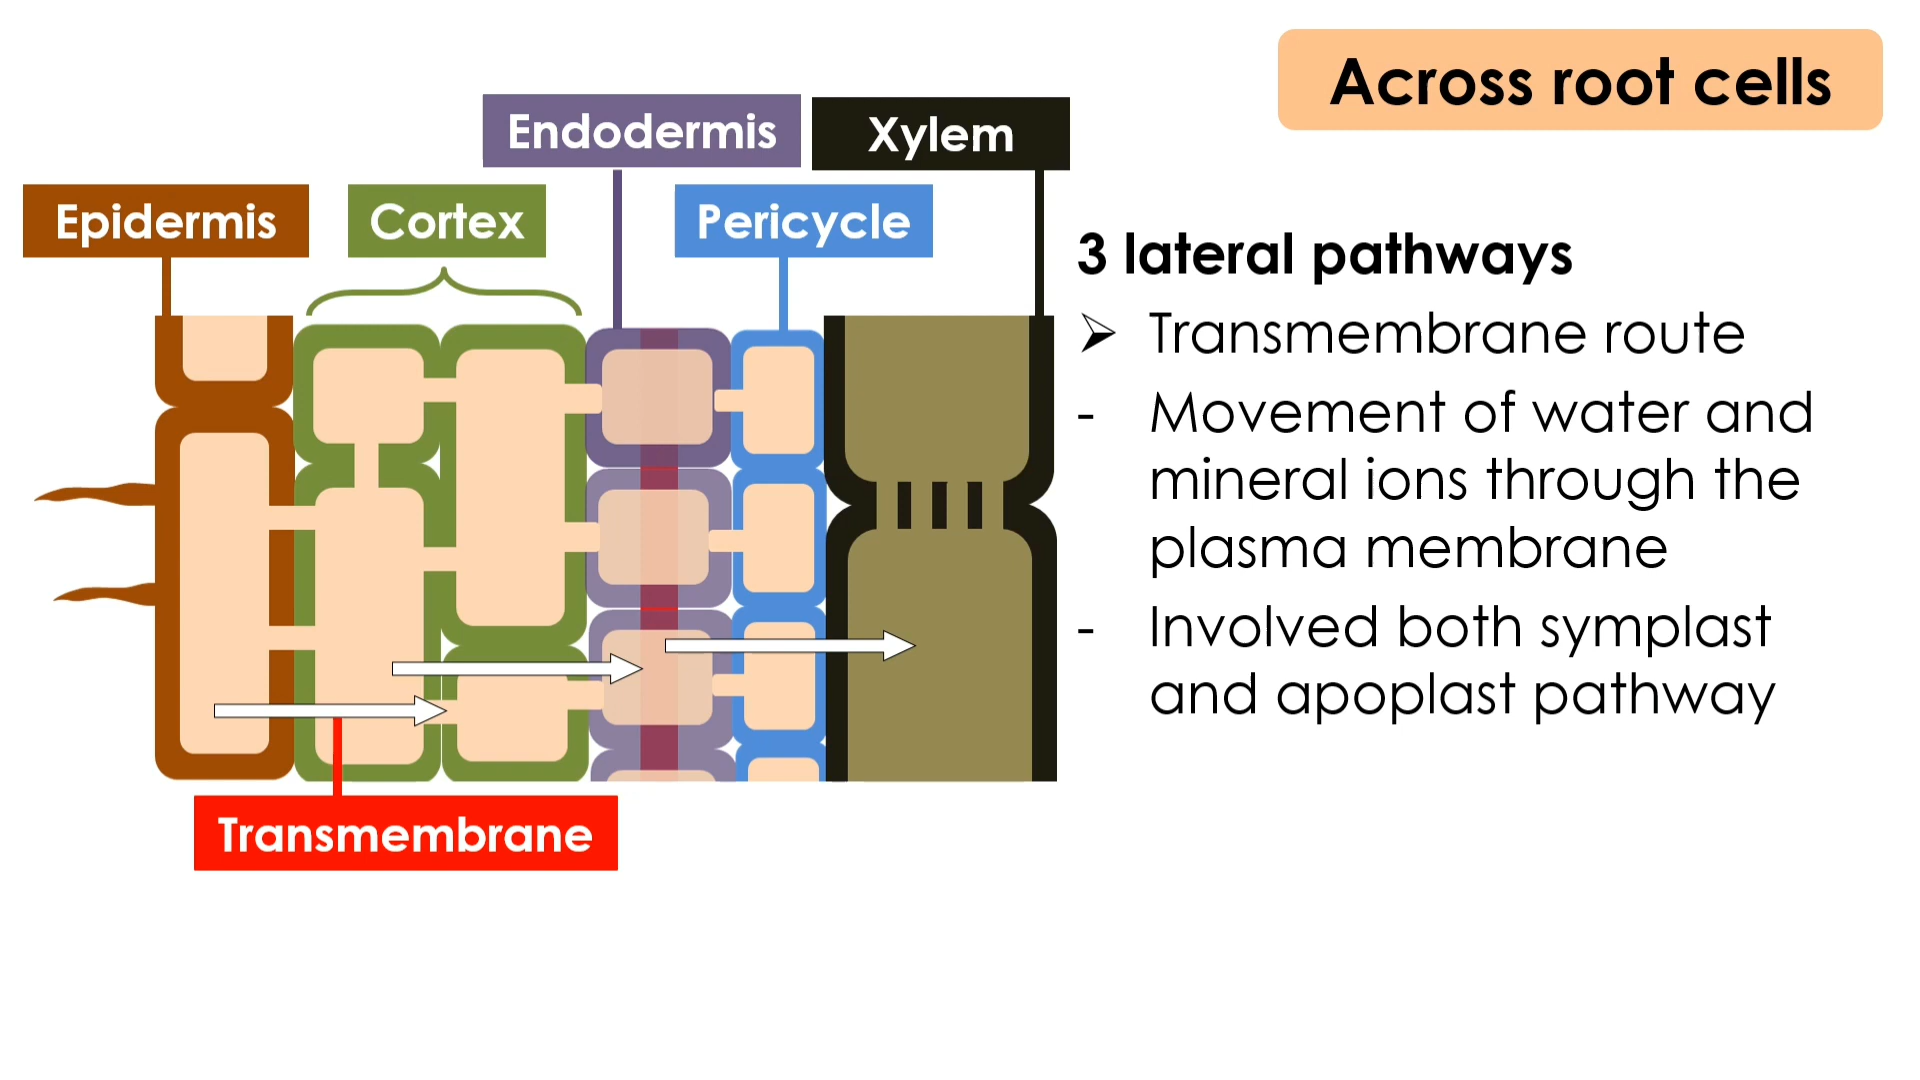 Across root cells
Endodermis
Xylem
Epidermis
Cortex
Pericycle
3 lateral pathways
➢ Transmembrane route
- Movement of water and
mineral ions through the
plasma membrane
- Involved both symplast
and apoplast pathway
Transmembrane